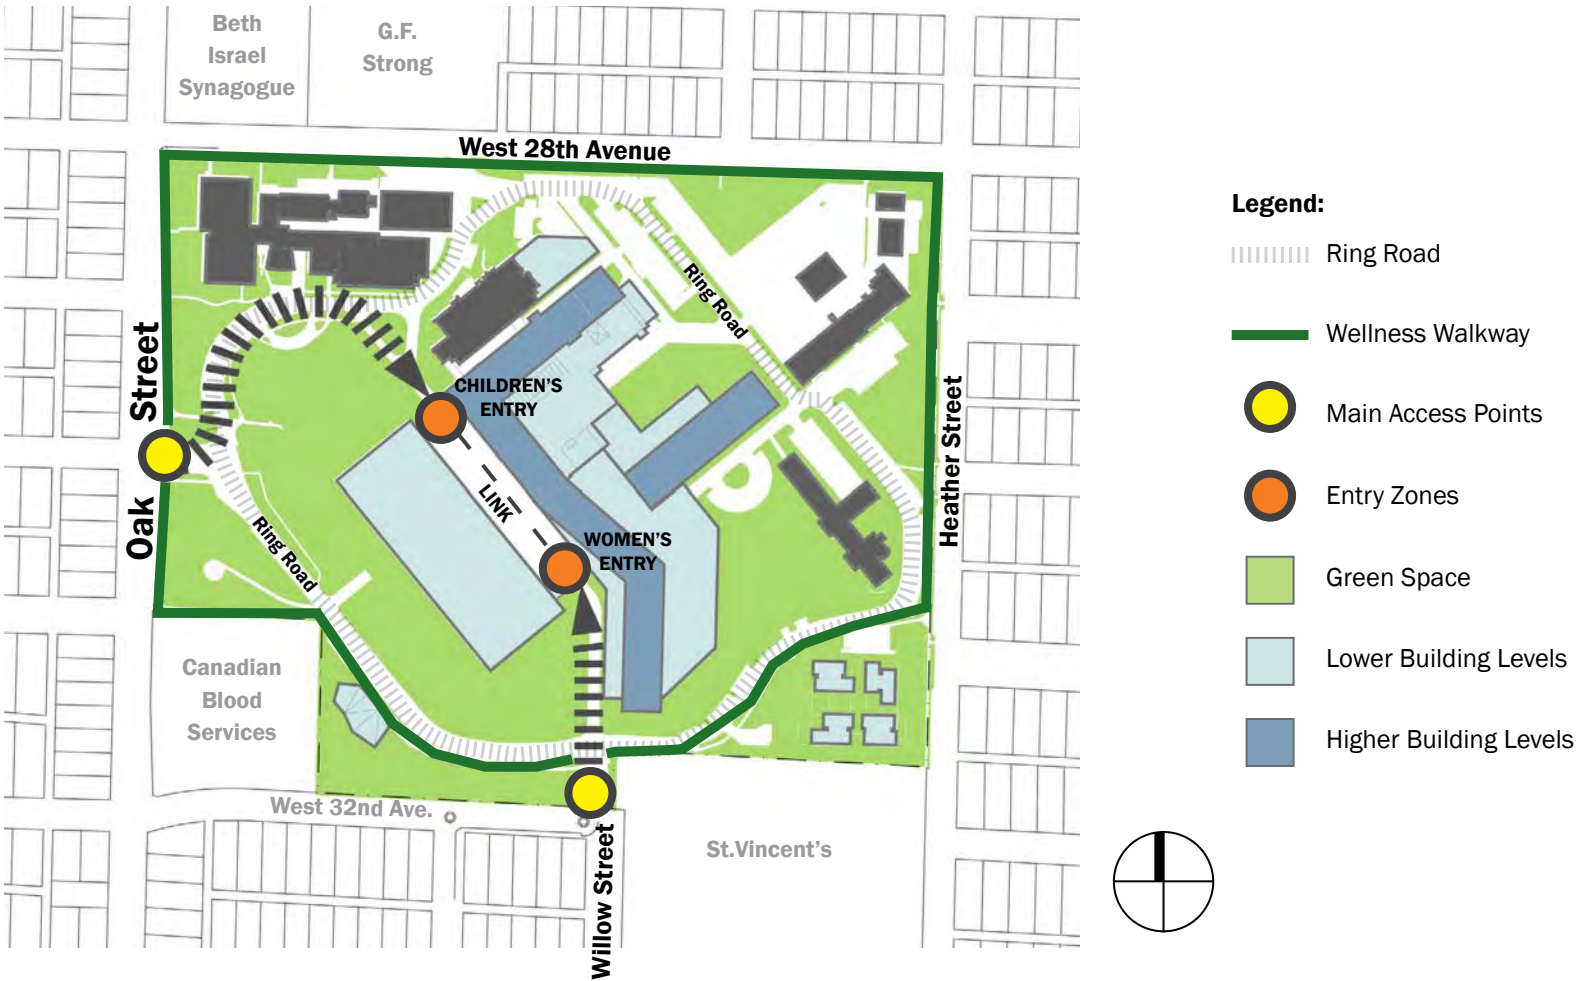 Beth
Israel
Synagogue
G.F.
Strong
West 28th Avenue
Oak Street
Ring Road
Heather Street
CHILDREN'S
ENTRY
LINK
WOMEN'S
ENTRY
Ring Road
Canadian
Blood
Services
West 32nd Ave.
Willow Street
St.Vincent's
Legend:
Ring Road
Wellness Walkway
Main Access Points
Entry Zones
Green Space
Lower Building Levels
Higher Building Levels